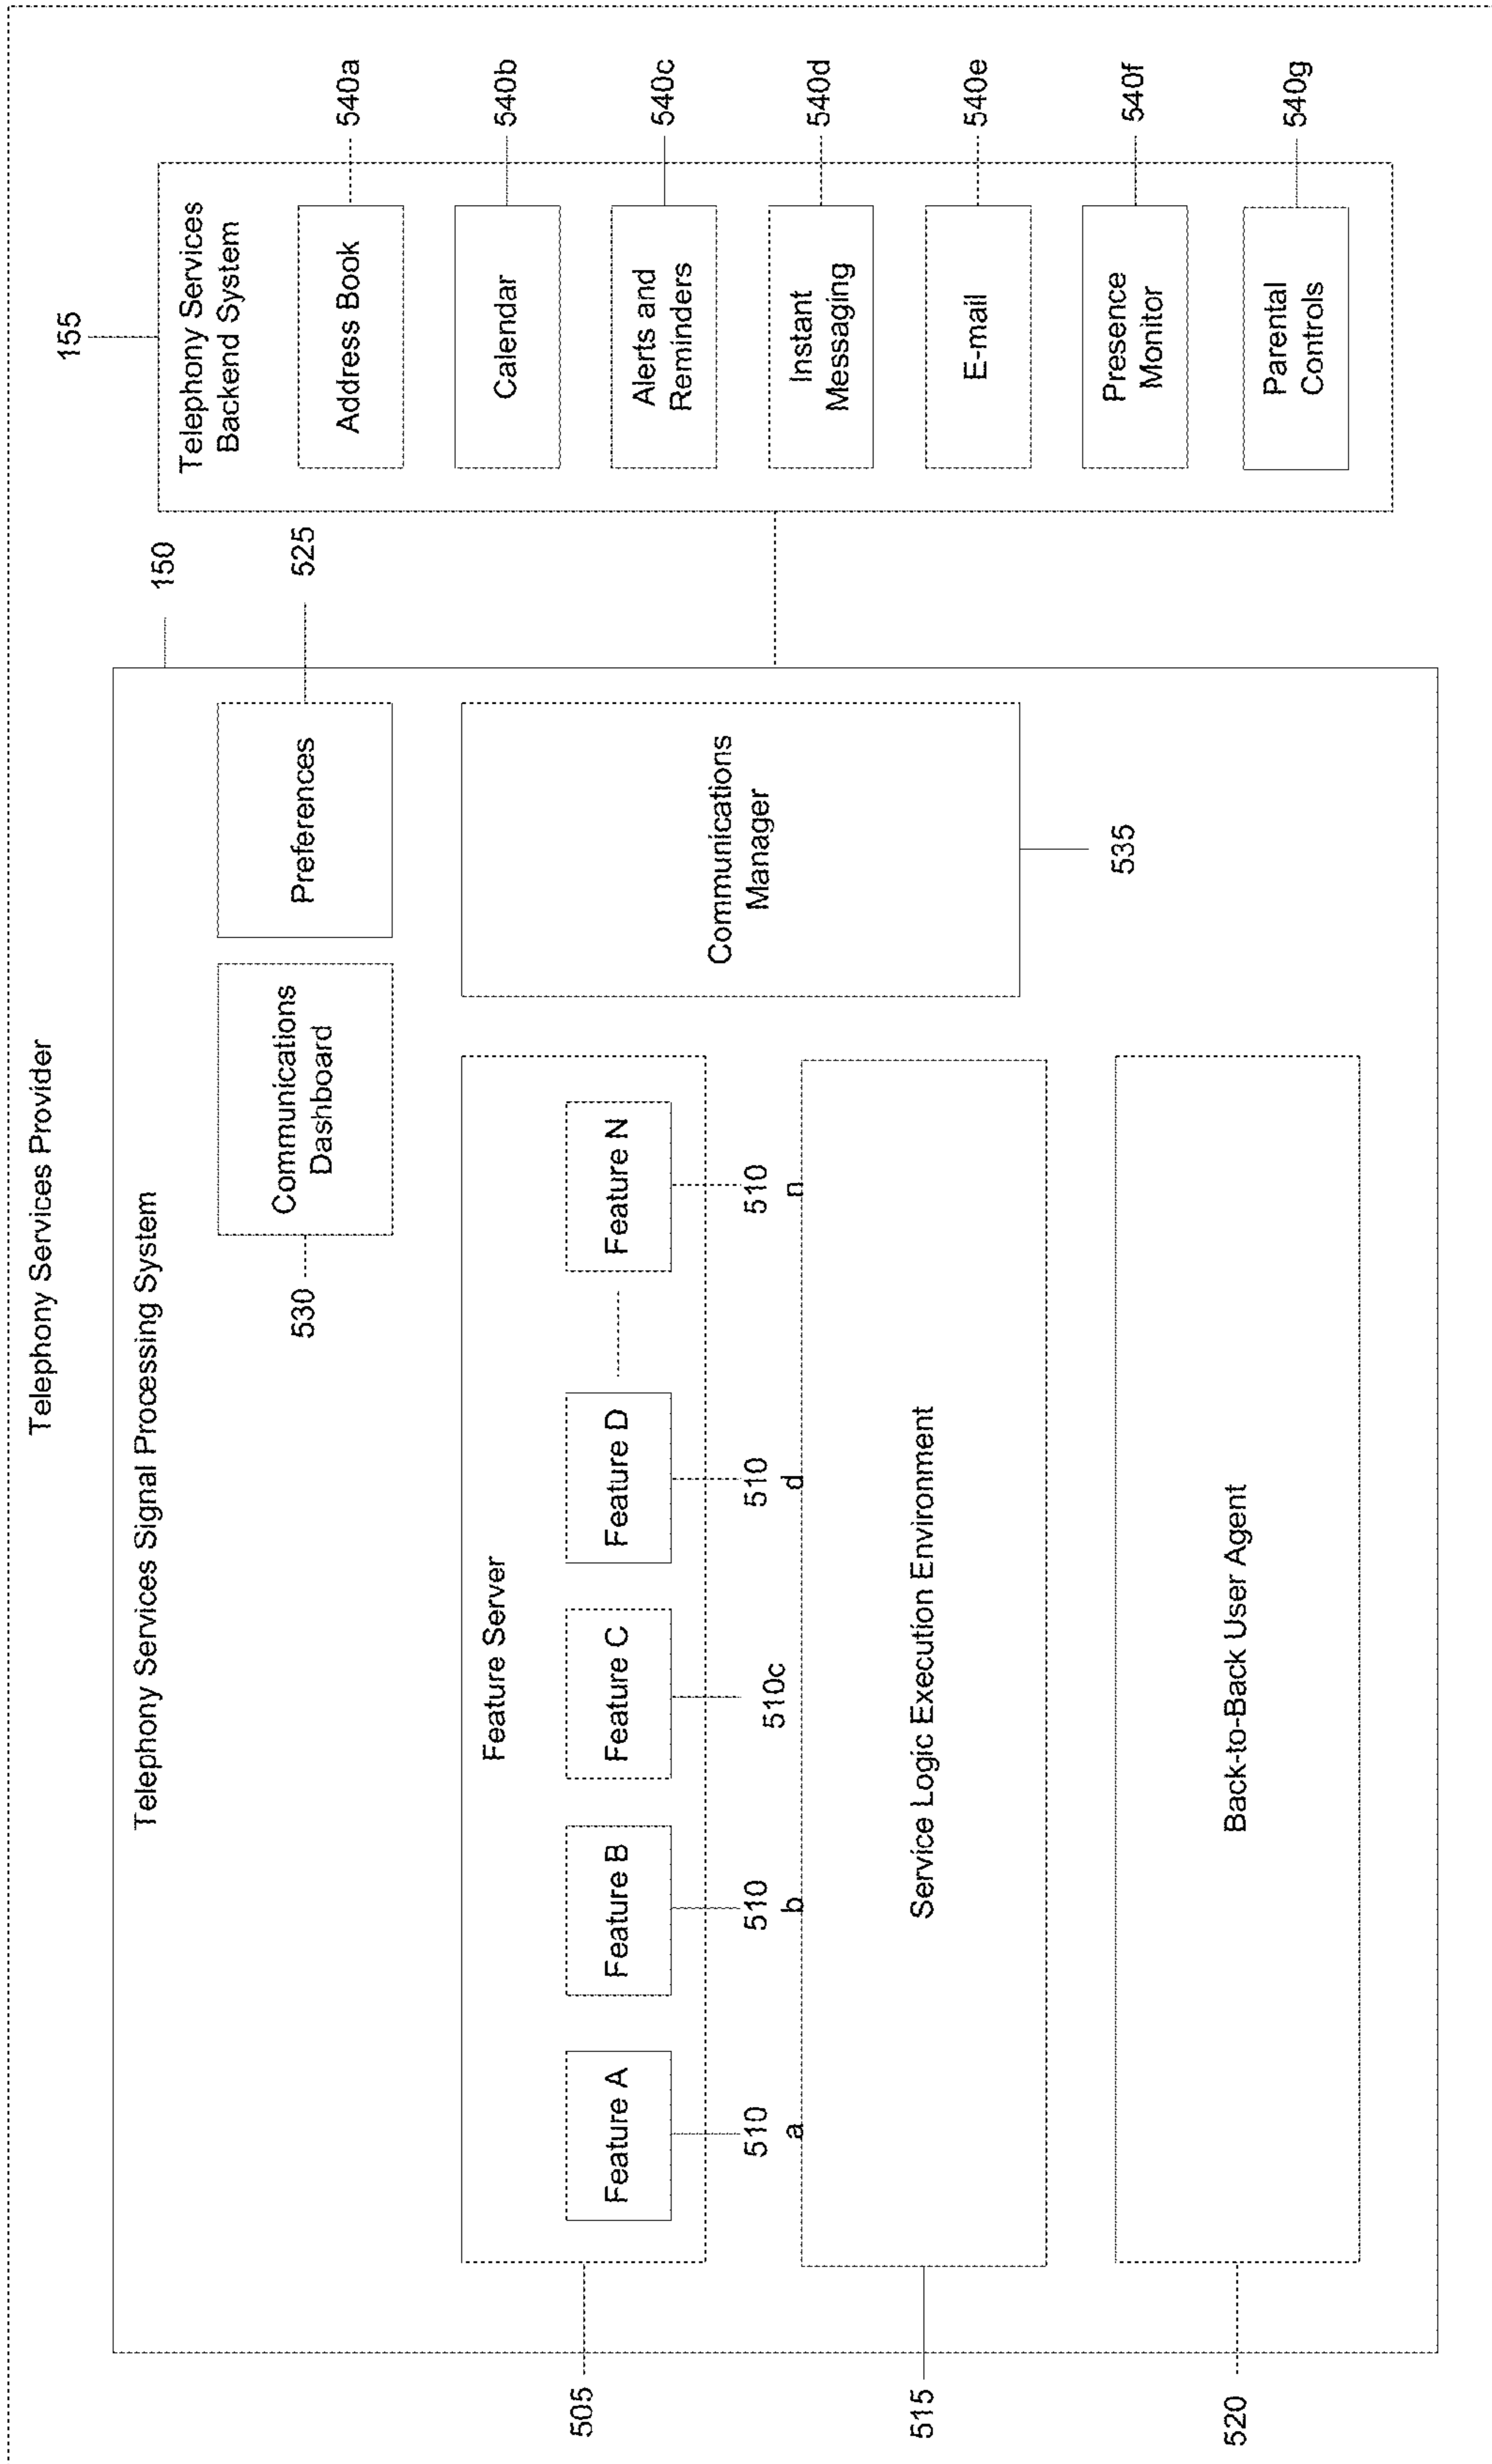 Telephony Services Provider
Telephony Services Signal Processing System
150
155
Telephony Services
Backend System
530
Communications
Dashboard
Preferences
525
Address Book
540a
Calendar
540b
Alerts and
Reminders
540c
Instant
Messaging
540d
E-mail
540e
Presence
Monitor
540f
Parental
Controls
540g
505
Feature Server
Feature A
Feature B
Feature C
Feature D
Feature N
510
a
510
b
510c
510
d
510
n
Communications
Manager
535
515
Service Logic Execution Environment
520
Back-to-Back User Agent